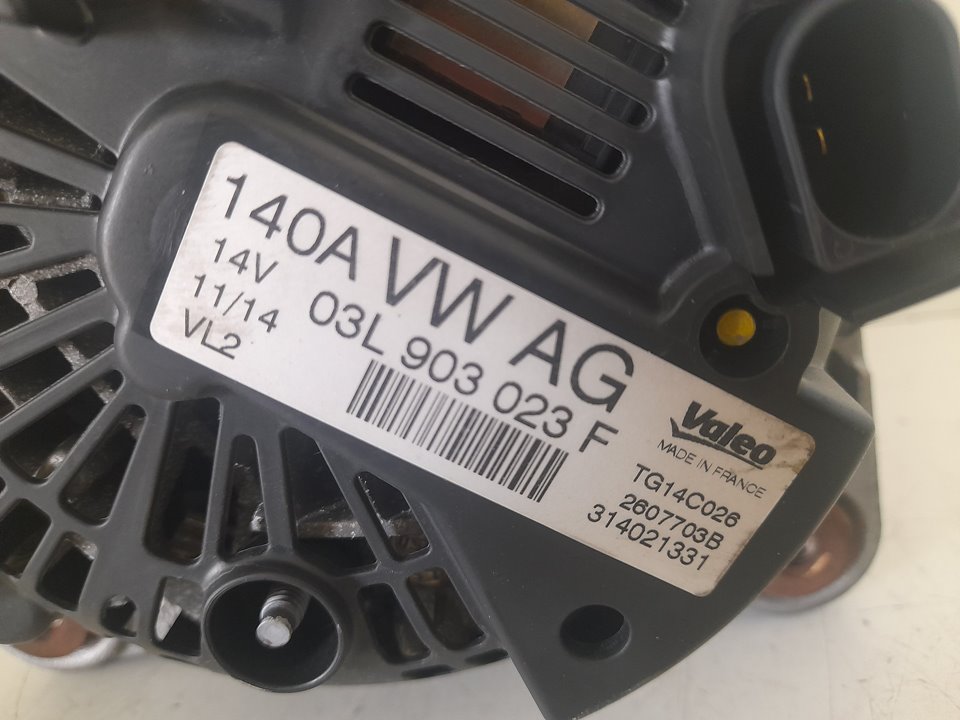 140A VW AG
14V 03L 903 023 F
11/14
VL2
Valeo
MADE IN FRANCE
TG14C026
2607703B
314021331